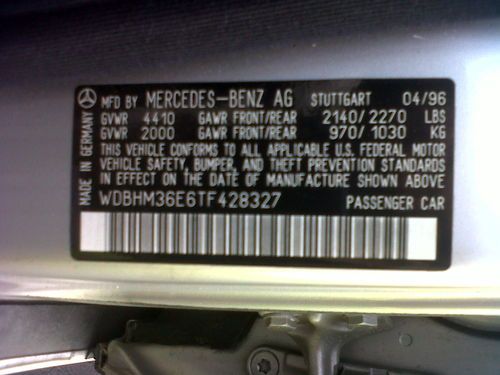 MADE IN GERMANY
MFD BY MERCEDES-BENZ AG STUTTGART 04/96
GVWR 4410 GAWR FRONT/REAR 2140/2270 LBS
GVWR 2000 GAWR FRONT/REAR 970/1030 KG
THIS VEHICLE CONFORMS TO ALL APPLICABLE U.S. FEDERAL MOTOR
VEHICLE SAFETY, BUMPER, AND THEFT PREVENTION STANDARDS
IN EFFECT ON THE DATE OF MANUFACTURE SHOWN ABOVE
WDBHM36E6TF428327 PASSENGER CAR